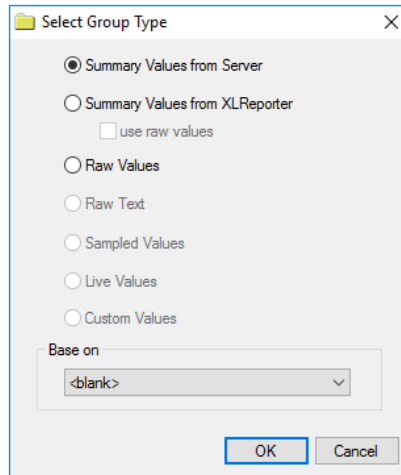 Select Group Type
Summary Values from Server
Summary Values from XLReporter
use raw values
Raw Values
Raw Text
Sampled Values
Live Values
Custom Values
Base on
<blank>
OK Cancel